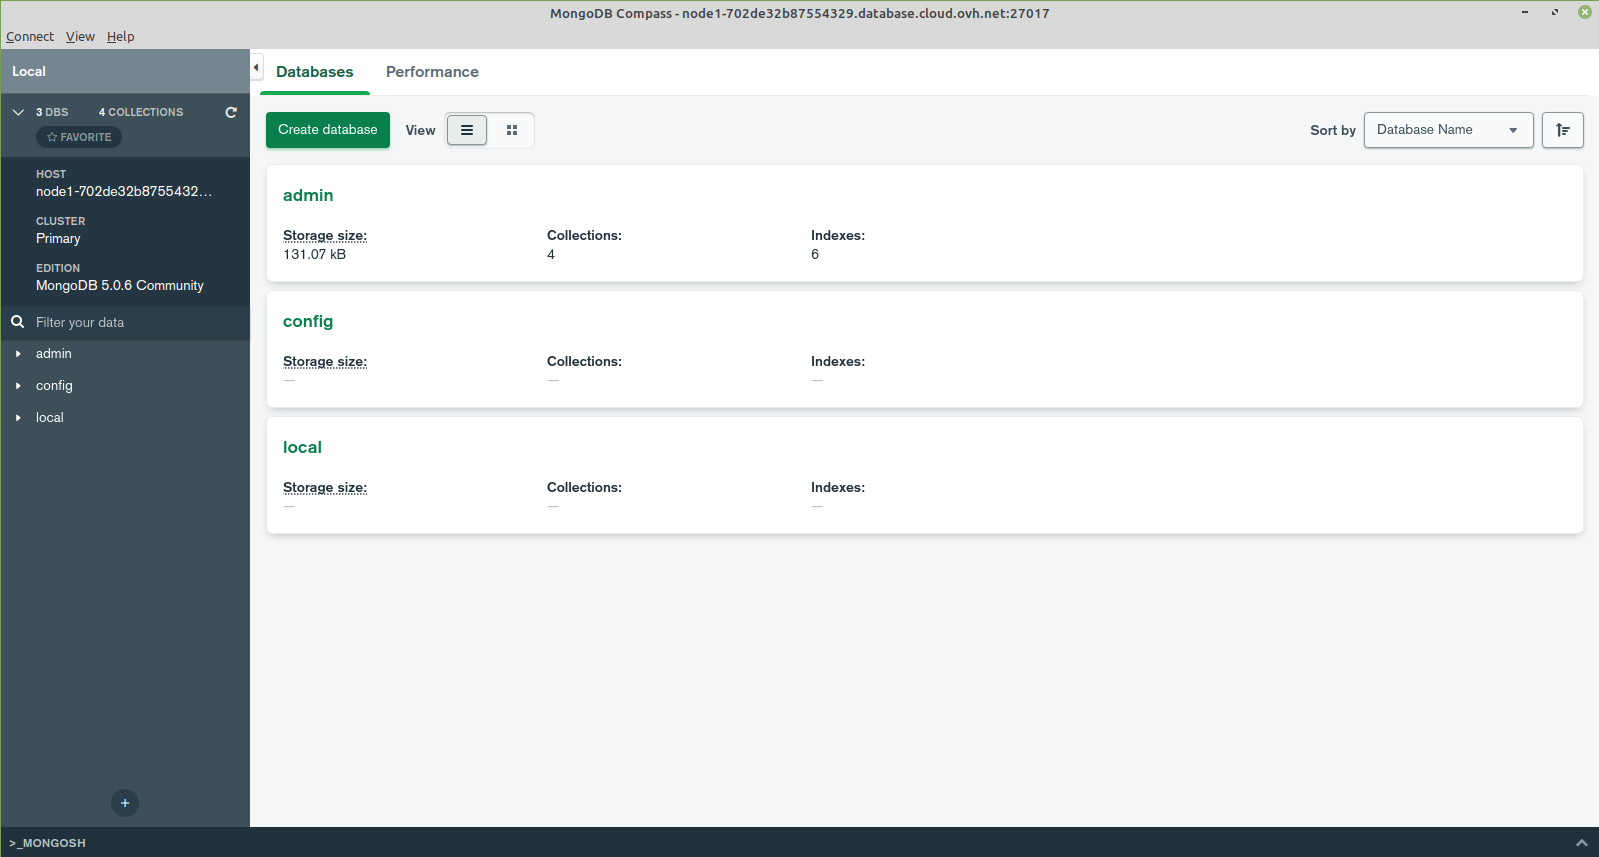 MongoDB Compass - node1-702de32b87554329.database.cloud.ovh.net:27017
Connect View Help
Local
3 DBS 4 COLLECTIONS
FAVORITE
HOST
node1-702de32b8755432...
CLUSTER
Primary
EDITION
MongoDB 5.0.6 Community
Filter your data
admin
config
local
Databases Performance
Create database View Sort by Database Name
admin
Storage size: Collections: Indexes:
131.07 kB 4 6
config
Storage size: Collections: Indexes:
— — —
local
Storage size: Collections: Indexes:
— — —
+
>_MONGOSH